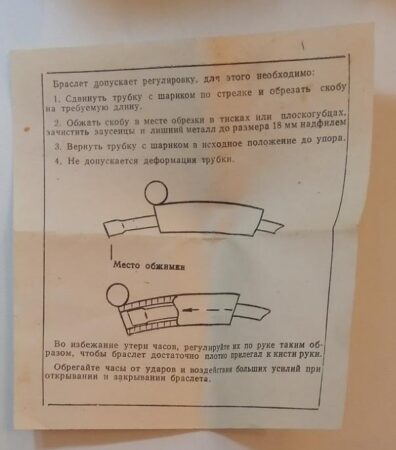 Браслет допускает регулировку, для этого необходимо:
1. Сдвинуть трубку с шариком по стрелке и обрезать скобу
на требуемую длину.
2. Обжать скобу в месте обрезки в тисках или плоскогубцах,
зачистить заусенцы и лишний металл до размера 18 мм надфилем
3. Вернуть трубку с шариком в исходное положение до упора.
4. Не допускается деформация трубки.
Место обжимки
Во избежание утери часов, регулируйте их по руке таким об-
разом, чтобы браслет достаточно плотно прилегал к кисти руки.
Оберегайте часы от ударов и воздействия больших усилий при
открывании и закрывании браслета.